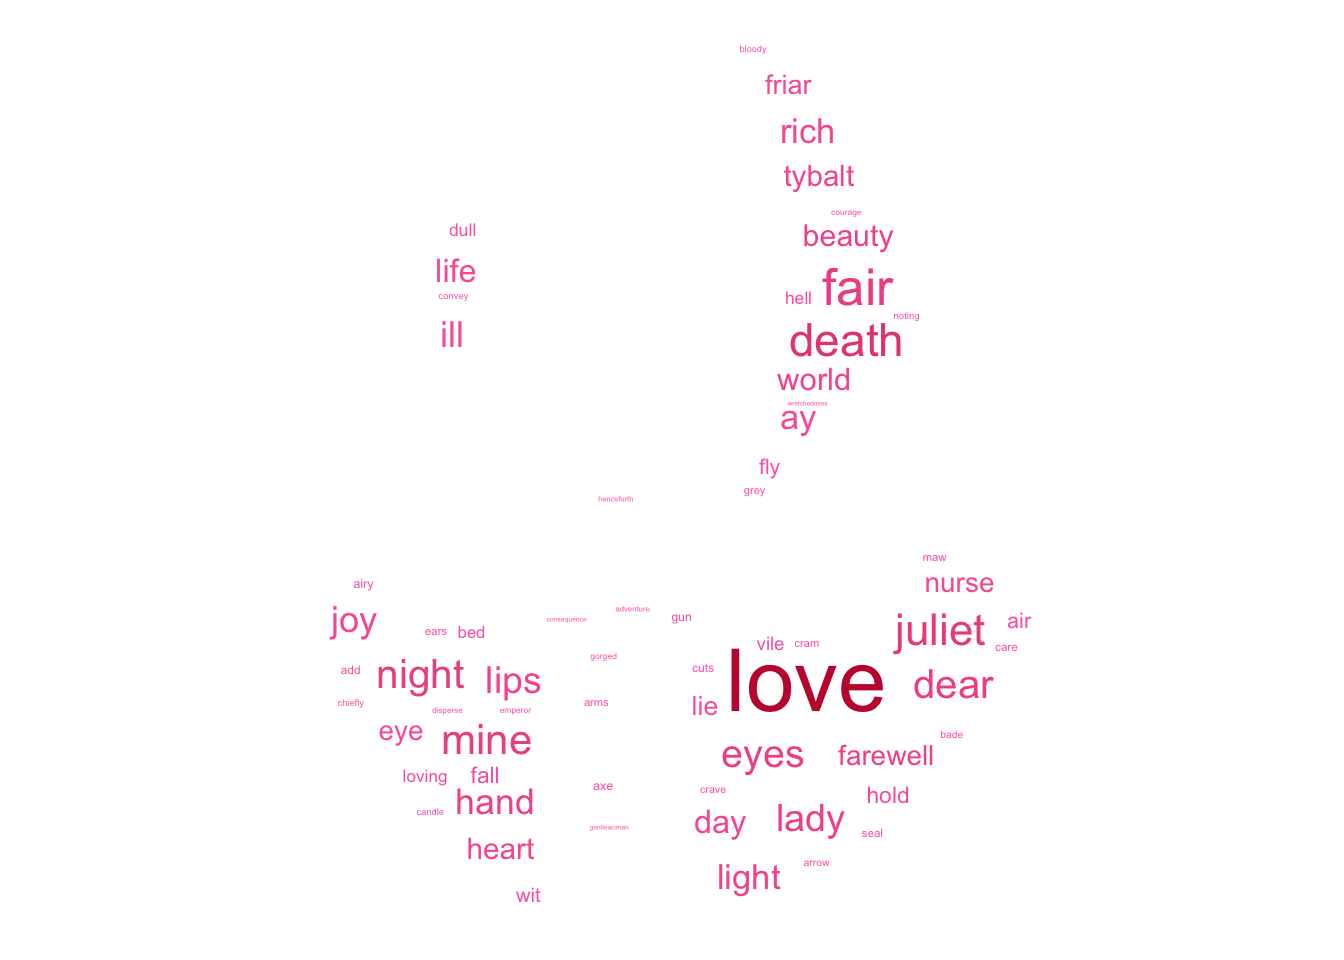 bloody
friar
rich
tybalt
courage
dull
beauty
life
fair
convey
hell
noting
ill
death
world
wretchedness
ay
fly
grey
henceforth
maw
airy
nurse
adventure
joy
consequence
gun
juliet
air
ears
bed
vile
cram
care
gorged
add
night
lips
cuts
love
dear
chiefly
disperse
emperor
arms
lie
eye
mine
bade
eyes
farewell
loving
fall
axe
crave
hold
candle
hand
day
lady
gentlewoman
seal
heart
arrow
light
wit